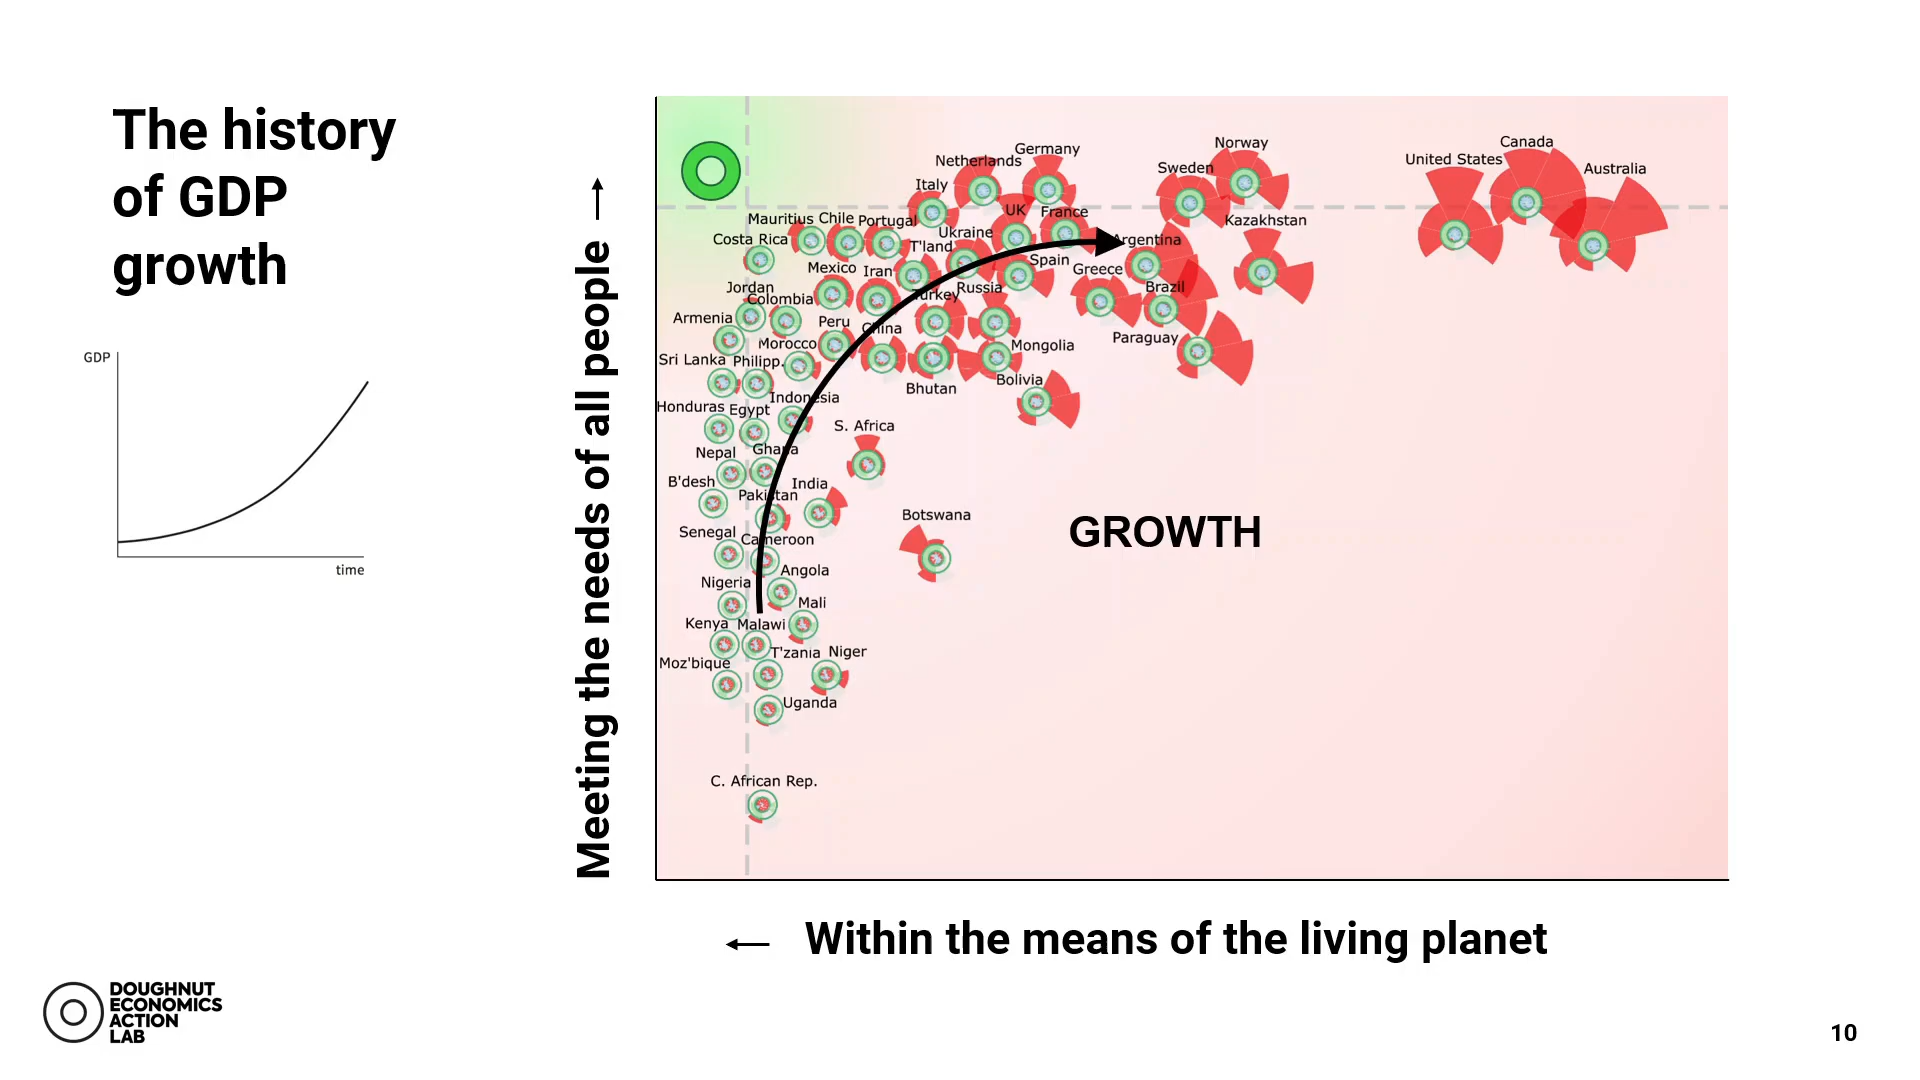 The history
of GDP
growth
GDP
time
Meeting the needs of all people
Netherlands
Germany
Norway
United States
Canada
Australia
Italy
Sweden
UK
France
Kazakhstan
Mauritius
Chile
Portugal
Costa Rica
T'land
Ukraine
Argentina
Mexico
Iran
Spain
Greece
Jordan
Colombia
Turkey
Russia
Brazil
Armenia
Peru
China
Morocco
Mongolia
Paraguay
Sri Lanka
Philipp.
Bhutan
Bolivia
Honduras
Egypt
Indonesia
S. Africa
Nepal
Ghana
B'desh
Pakistan
India
Botswana
GROWTH
Senegal
Cameroon
Nigeria
Angola
Mali
Kenya
Malawi
Moz'bique
T'zania
Niger
Uganda
C. African Rep.
Within the means of the living planet
DOUGHNUT
ECONOMICS
ACTION
LAB
10